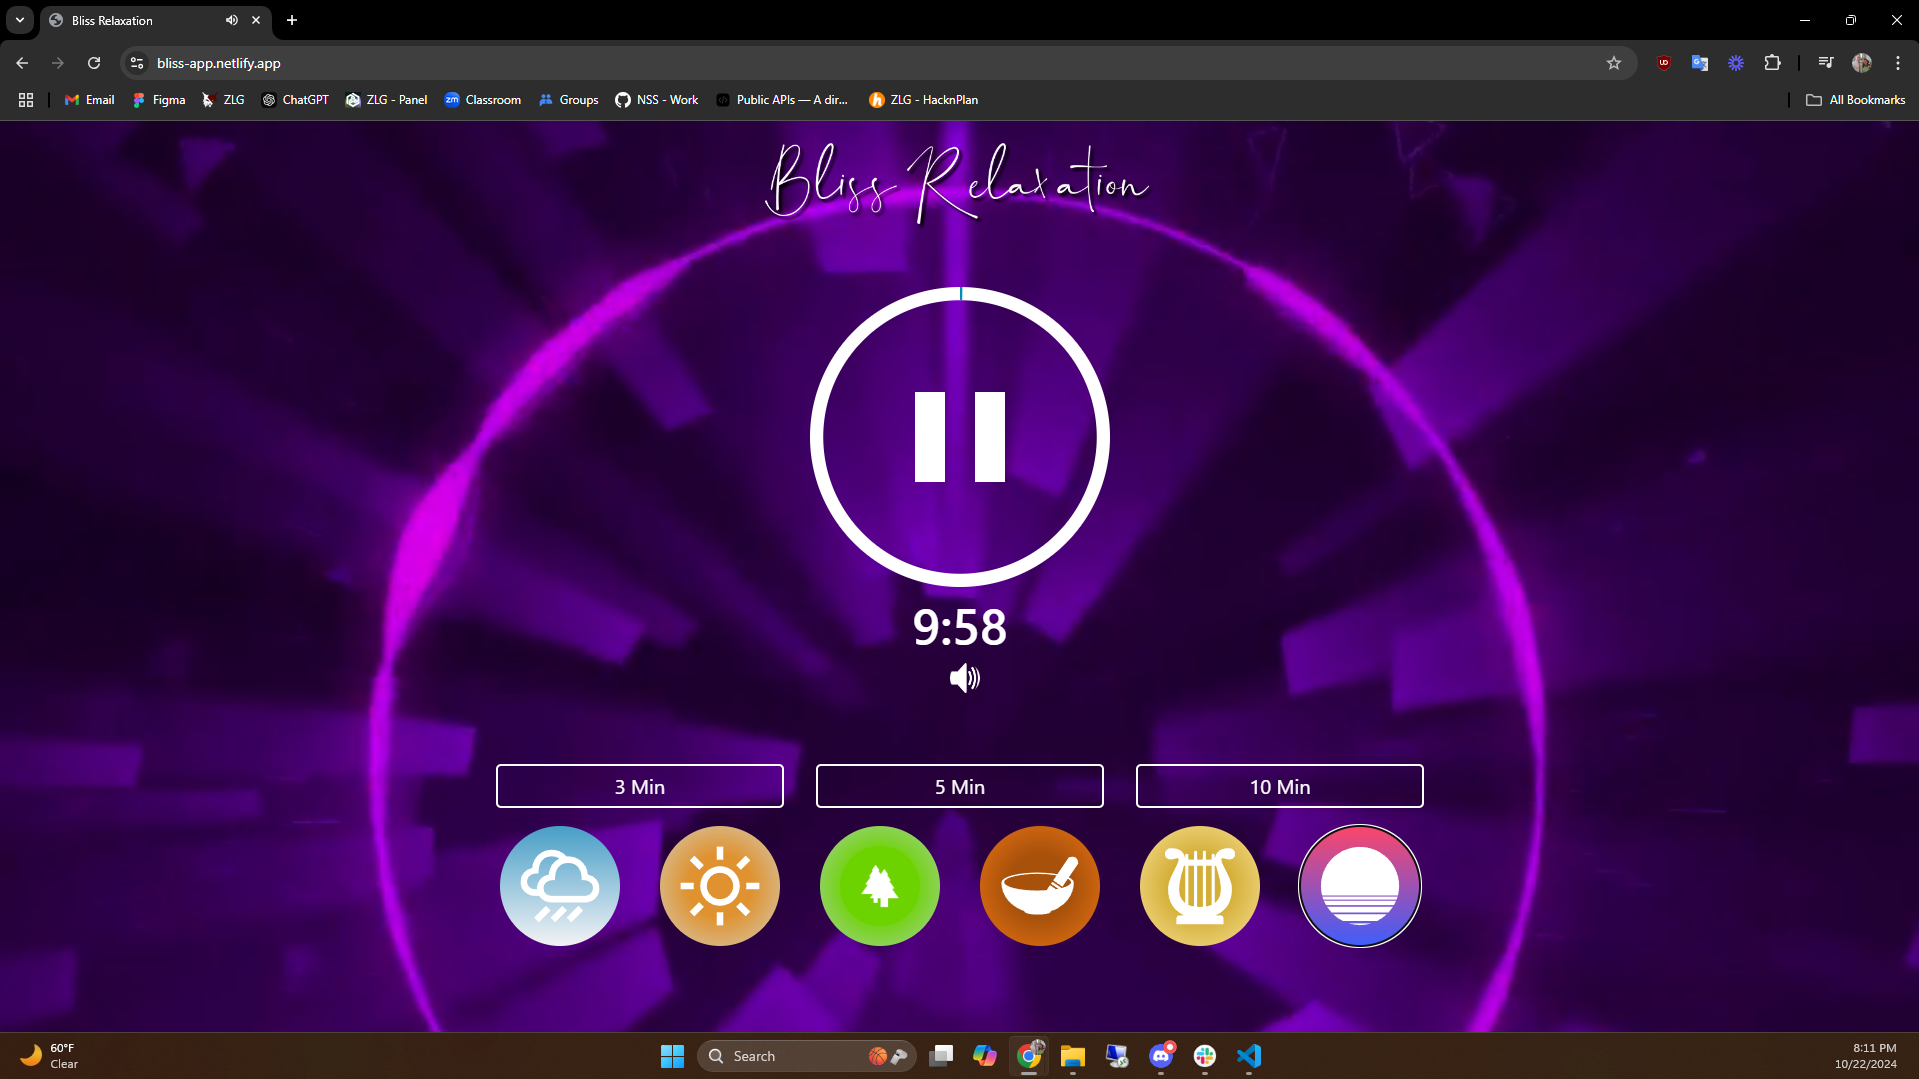 Bliss Relaxation
bliss-app.netlify.app
Email Figma ZLG ChatGPT ZLG - Panel Classroom Groups NSS - Work Public APIs — A dir... ZLG - HacknPlan All Bookmarks
Bliss Relaxation
9:58
3 Min 5 Min 10 Min
60°F
Clear
Search
8:11 PM
10/22/2024